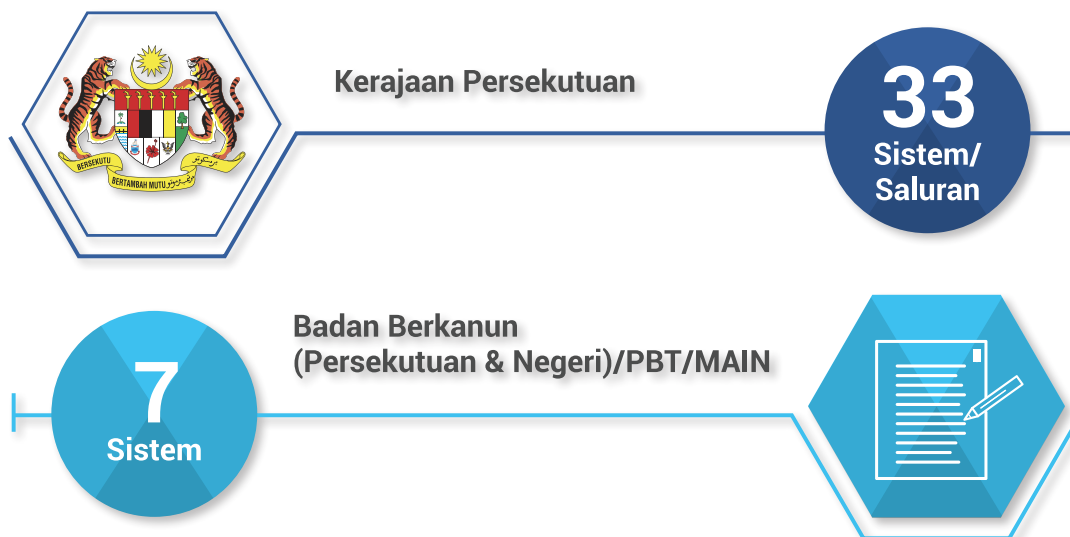 Kerajaan Persekutuan
33
Sistem/
Saluran
BERSEKUTU
BERTAMBAH MUTU
Badan Berkanun
(Persekutuan & Negeri)/PBT/MAIN
7
Sistem